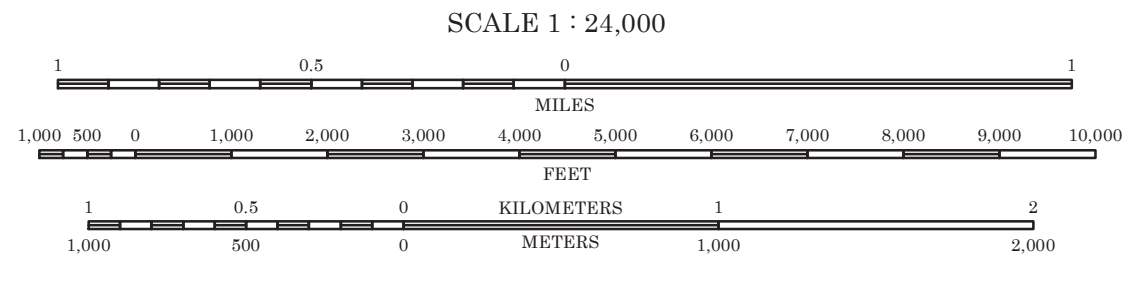 SCALE 1 : 24,000
1 0.5 0 1
MILES
1,000 500 0 1,000 2,000 3,000 4,000 5,000 6,000 7,000 8,000 9,000 10,000
FEET
1 0.5 0 KILOMETERS 1 2
1,000 500 0 METERS 1,000 2,000